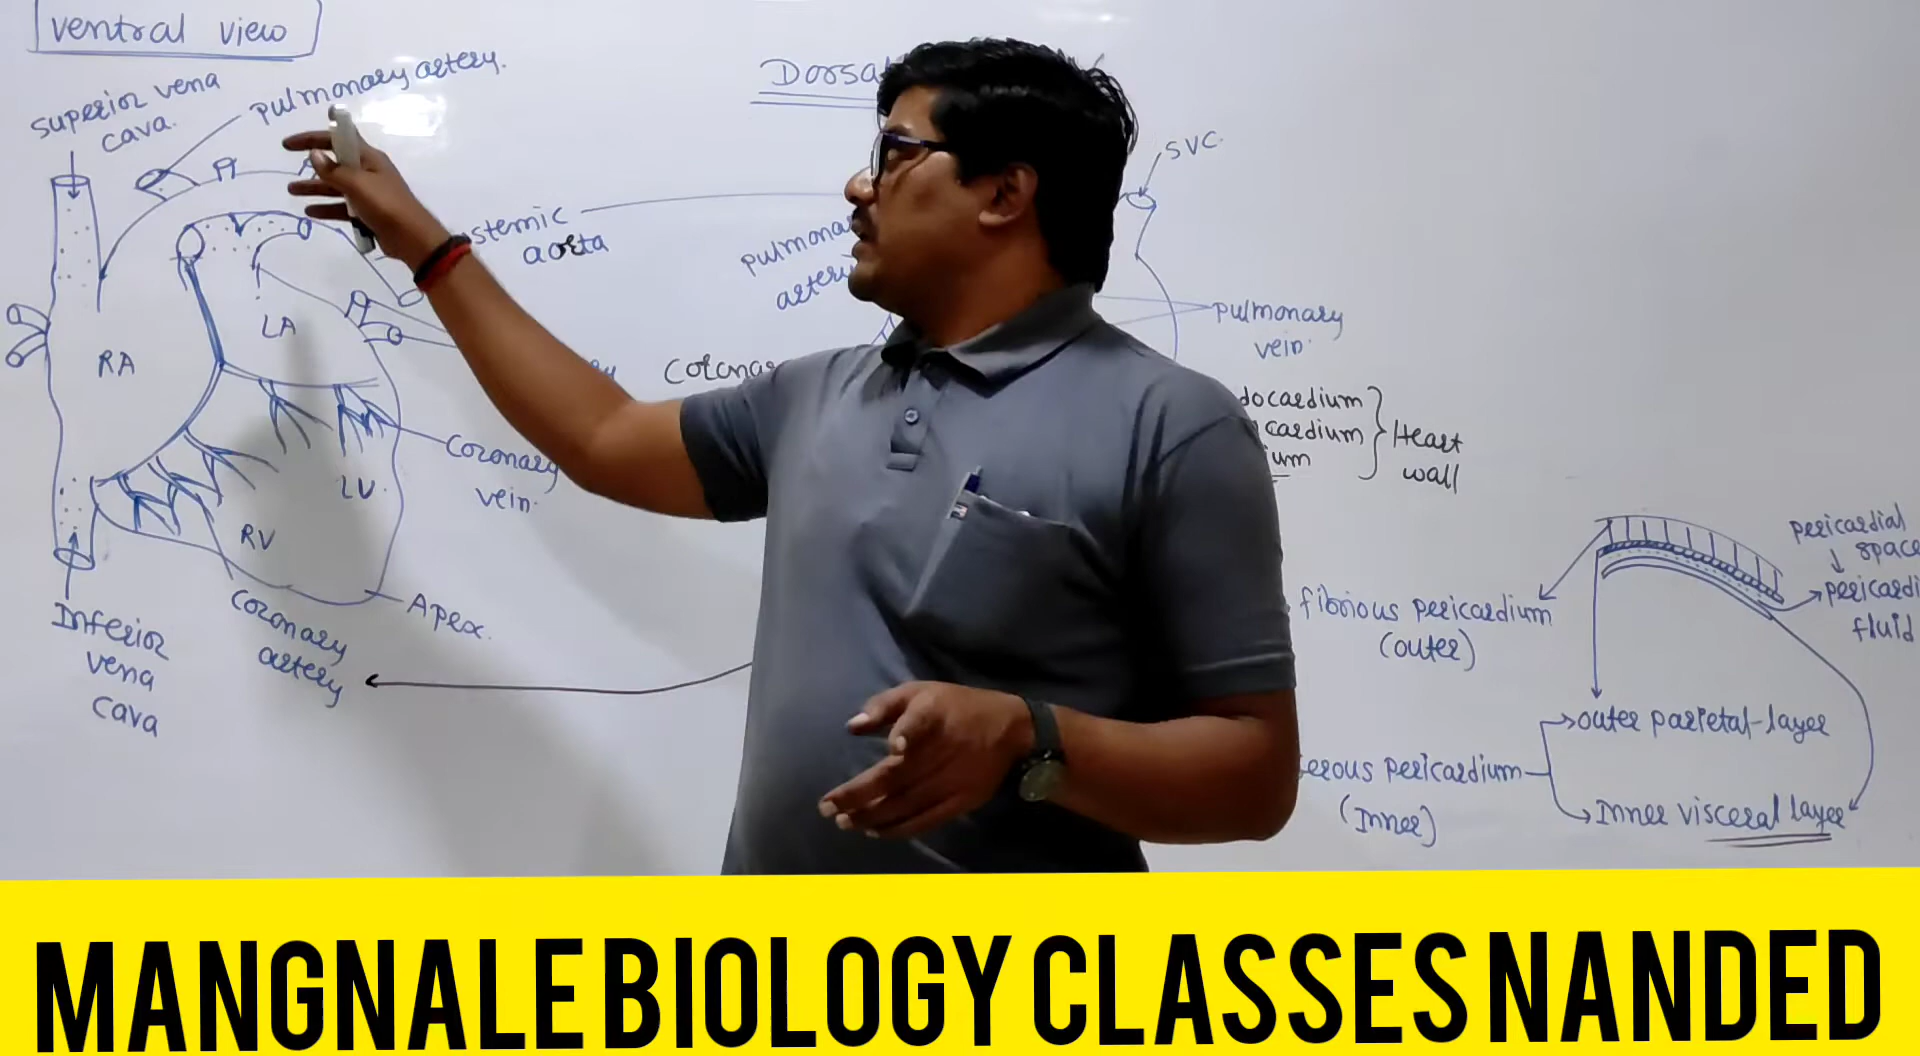 ventral view
superior vena
cava.
pulmonary artery.
stemic
aorta
RA
LA
LV.
RV
coronary
vein.
Apex.
coronary
artery
Inferior
vena
cava
Dorsa
SVC.
pulmona
artery
pulmonary
vein.
docardium
cardium
ium
Heart
wall
fibrious pericardium
(outer)
pericardial
space
pericardi
fluid
outer parietal-layer
erous pericardium
(Inner)
Inner visceral layer
MANGNALE BIOLOGY CLASSES NANDED